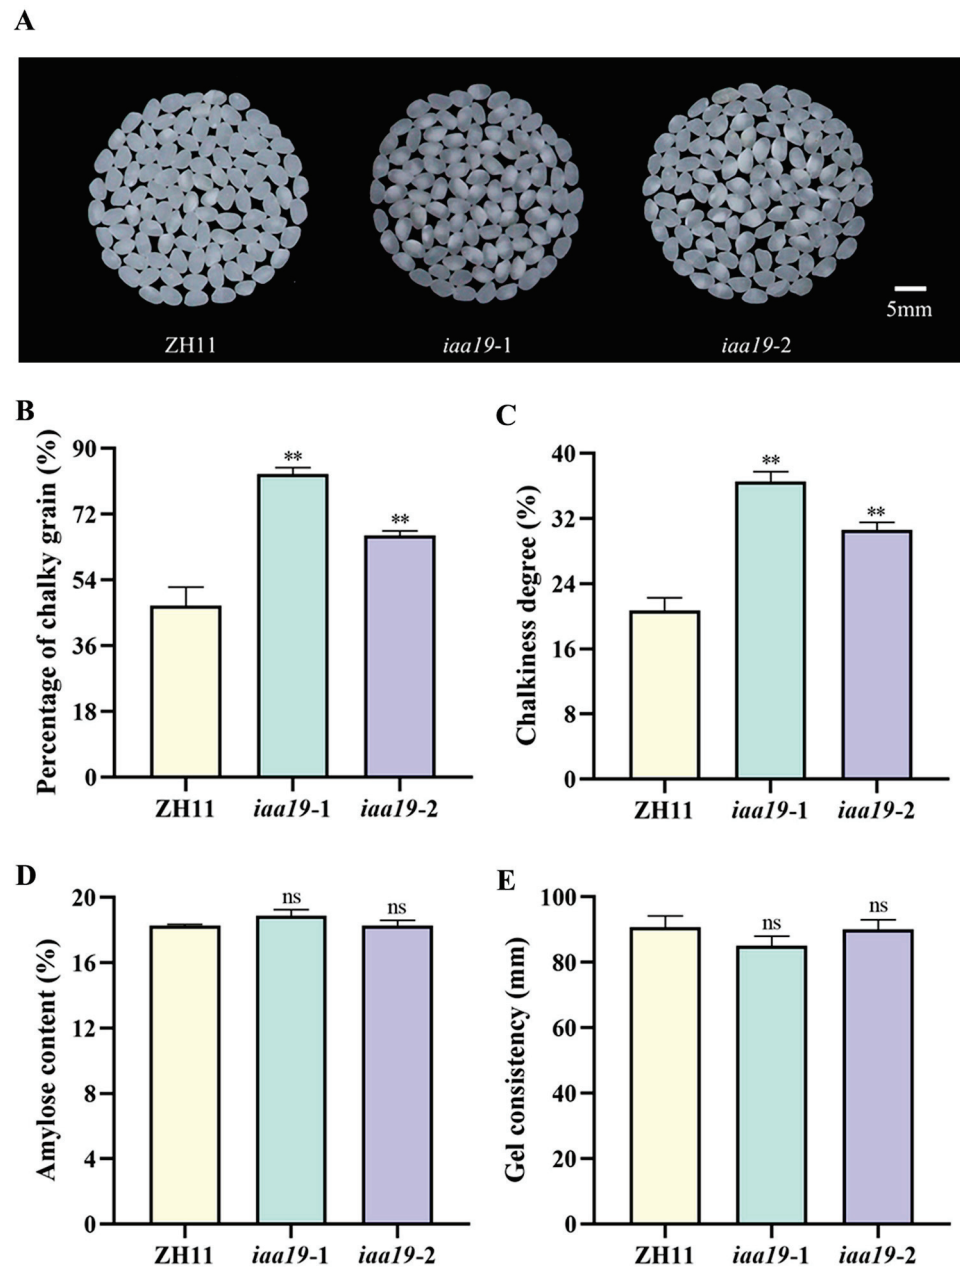 A
ZH11
iaa19-1
iaa19-2
5mm
B
Percentage of chalky grain (%)
90
72
54
36
18
0
**
**
ZH11
iaa19-1
iaa19-2
C
Chalkiness degree (%)
40
32
24
16
8
0
**
**
ZH11
iaa19-1
iaa19-2
D
Amylose content (%)
20
16
12
8
4
0
ns
ns
ZH11
iaa19-1
iaa19-2
E
Gel consistency (mm)
100
80
60
40
20
0
ns
ns
ZH11
iaa19-1
iaa19-2